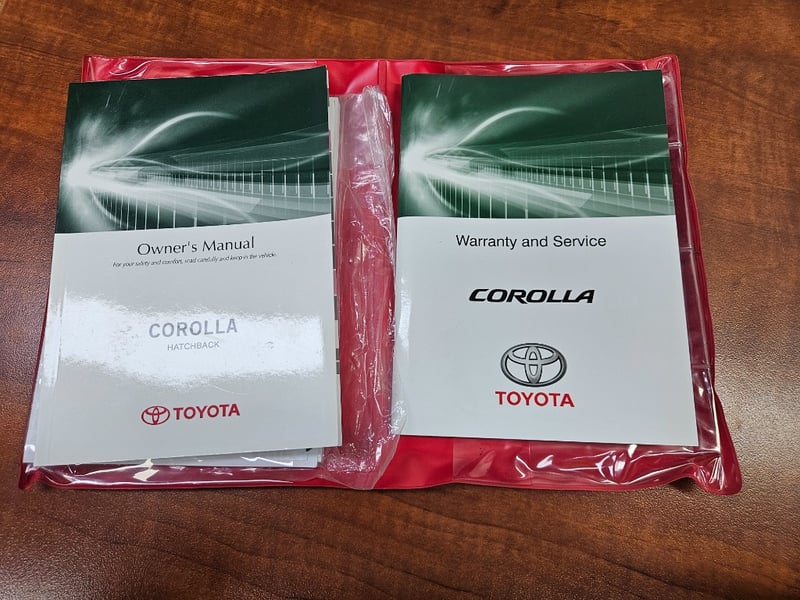 Owner's Manual
For your safety and comfort, read carefully and keep in the vehicle.
COROLLA
HATCHBACK
TOYOTA
Warranty and Service
COROLLA
TOYOTA